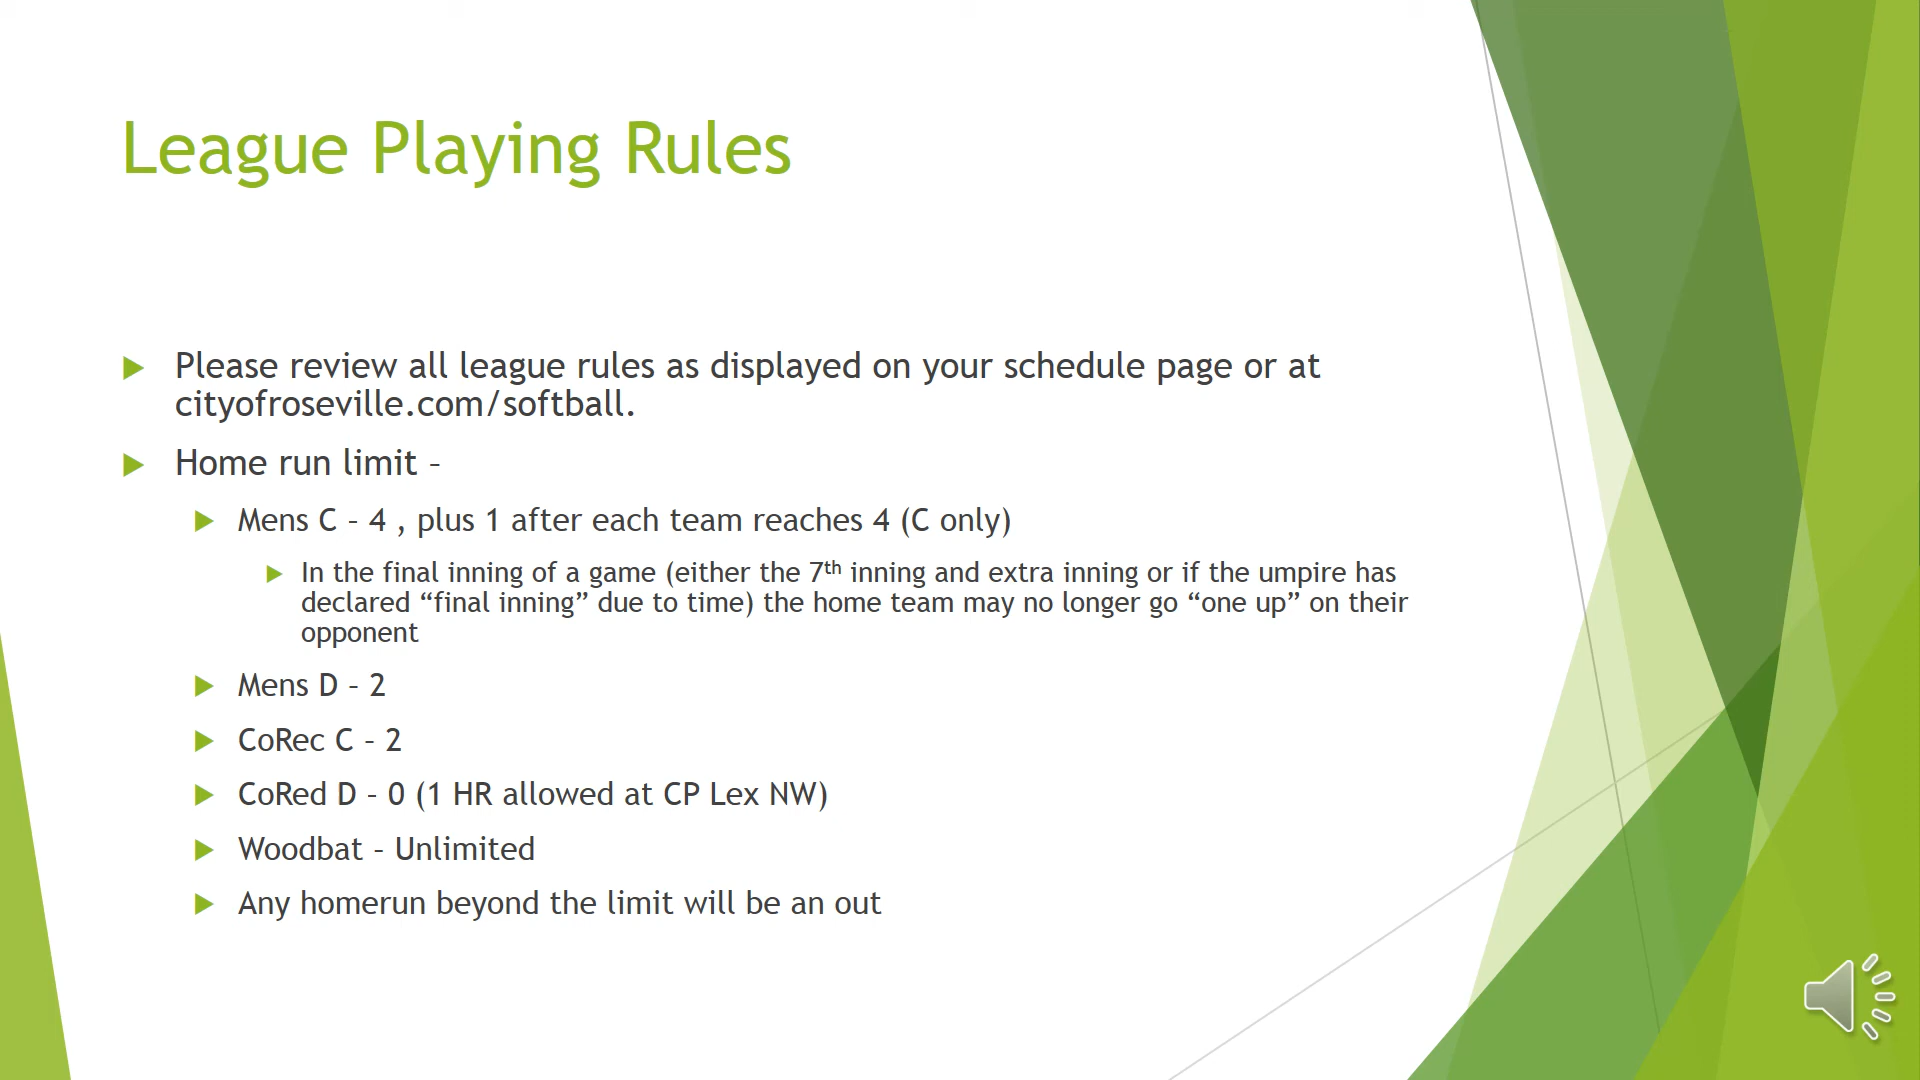 League Playing Rules
Please review all league rules as displayed on your schedule page or at
cityofroseville.com/softball.
Home run limit –
Mens C – 4 , plus 1 after each team reaches 4 (C only)
In the final inning of a game (either the 7th inning and extra inning or if the umpire has
declared “final inning” due to time) the home team may no longer go “one up” on their
opponent
Mens D – 2
CoRec C – 2
CoRed D – 0 (1 HR allowed at CP Lex NW)
Woodbat – Unlimited
Any homerun beyond the limit will be an out